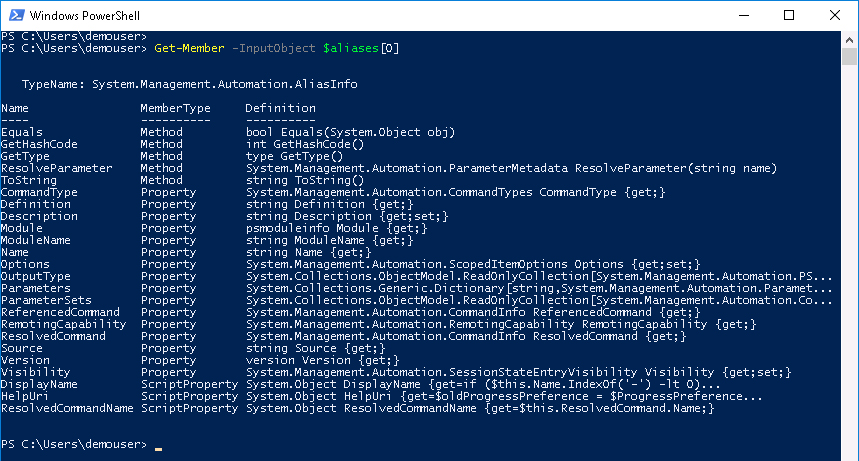 Windows PowerShell
PS C:\Users\demouser>
PS C:\Users\demouser> Get-Member -InputObject $aliases[0]
TypeName: System.Management.Automation.AliasInfo
Name MemberType Definition
---- ---------- ----------
Equals Method bool Equals(System.Object obj)
GetHashCode Method int GetHashCode()
GetType Method type GetType()
ResolveParameter Method System.Management.Automation.ParameterMetadata ResolveParameter(string name)
ToString Method string ToString()
CommandType Property System.Management.Automation.CommandTypes CommandType {get;}
Definition Property string Definition {get;}
Description Property string Description {get;set;}
Module Property psmoduleinfo Module {get;}
ModuleName Property string ModuleName {get;}
Name Property string Name {get;}
Options Property System.Management.Automation.ScopedItemOptions Options {get;set;}
OutputType Property System.Collections.ObjectModel.ReadOnlyCollection[System.Management.Automation.PS...
Parameters Property System.Collections.Generic.Dictionary[string,System.Management.Automation.Paramet...
ParameterSets Property System.Collections.ObjectModel.ReadOnlyCollection[System.Management.Automation.Co...
ReferencedCommand Property System.Management.Automation.CommandInfo ReferencedCommand {get;}
RemotingCapability Property System.Management.Automation.RemotingCapability RemotingCapability {get;}
ResolvedCommand Property System.Management.Automation.CommandInfo ResolvedCommand {get;}
Source Property string Source {get;}
Version Property version Version {get;}
Visibility Property System.Management.Automation.SessionStateEntryVisibility Visibility {get;set;}
DisplayName ScriptProperty System.Object DisplayName {get=if ($this.Name.IndexOf('-') -lt 0)...
HelpUri ScriptProperty System.Object HelpUri {get=$oldProgressPreference = $ProgressPreference...
ResolvedCommandName ScriptProperty System.Object ResolvedCommandName {get=$this.ResolvedCommand.Name;}
PS C:\Users\demouser> _